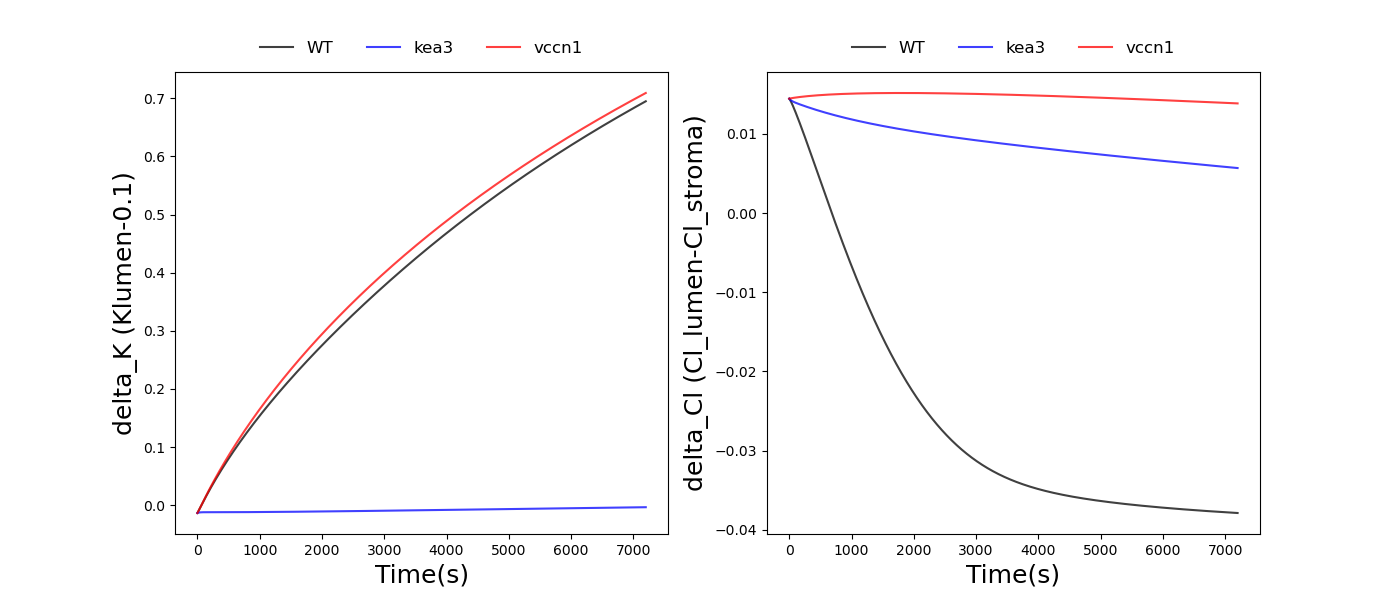 WT kea3 vccn1
delta_K (Klumen-0.1)
0.7
0.6
0.5
0.4
0.3
0.2
0.1
0.0
0 1000 2000 3000 4000 5000 6000 7000
Time(s)
WT kea3 vccn1
delta_Cl (Cl_lumen-Cl_stroma)
0.01
0.00
−0.01
−0.02
−0.03
−0.04
0 1000 2000 3000 4000 5000 6000 7000
Time(s)